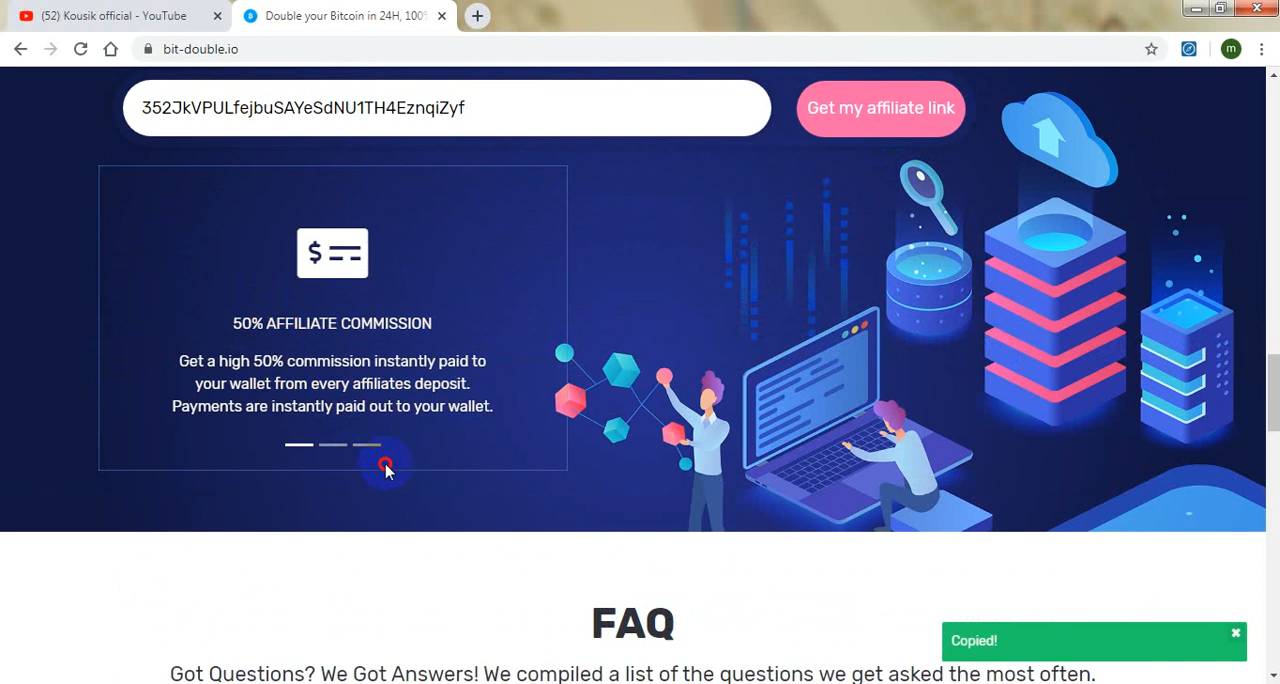 (52) Kousik official - YouTube
Double your Bitcoin in 24H, 100%
bit-double.io
m
352JkVPULfejbuSAYeSdNU1TH4EznqiZyf
Get my affiliate link
$
50% AFFILIATE COMMISSION
Get a high 50% commission instantly paid to
your wallet from every affiliates deposit.
Payments are instantly paid out to your wallet.
FAQ
Copied!
Got Questions? We Got Answers! We compiled a list of the questions we get asked the most often.